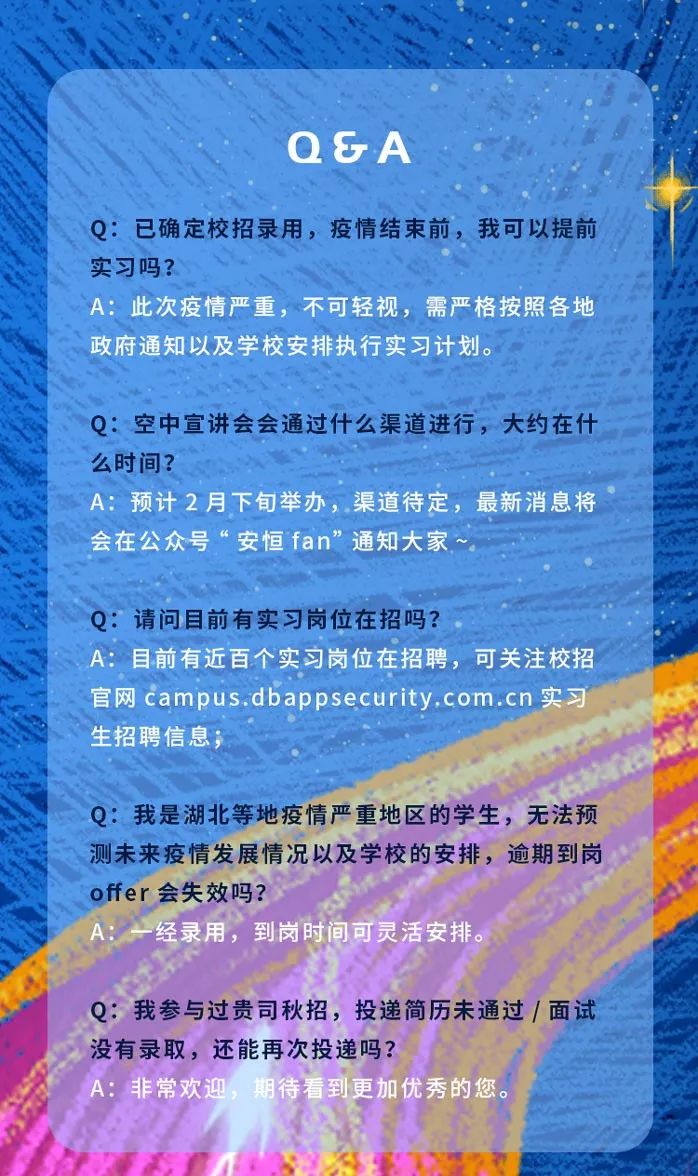 Q&A
Q：已确定校招录用，疫情结束前，我可以提前
实习吗？
A：此次疫情严重，不可轻视，需严格按照各地
政府通知以及学校安排执行实习计划。
Q：空中宣讲会会通过什么渠道进行，大约在什
么时间？
A：预计 2 月下旬举办，渠道待定，最新消息将
会在公众号 “ 安恒 fan” 通知大家 ~
Q：请问目前有实习岗位在招吗？
A：目前有近百个实习岗位在招聘，可关注校招
官网 campus.dbappsecurity.com.cn 实习
生招聘信息；
Q：我是湖北等地疫情严重地区的学生，无法预
测未来疫情发展情况以及学校的安排，逾期到岗
offer 会失效吗？
A：一经录用，到岗时间可灵活安排。
Q：我参与过贵司秋招，投递简历未通过 / 面试
没有录取，还能再次投递吗？
A：非常欢迎，期待看到更加优秀的您。